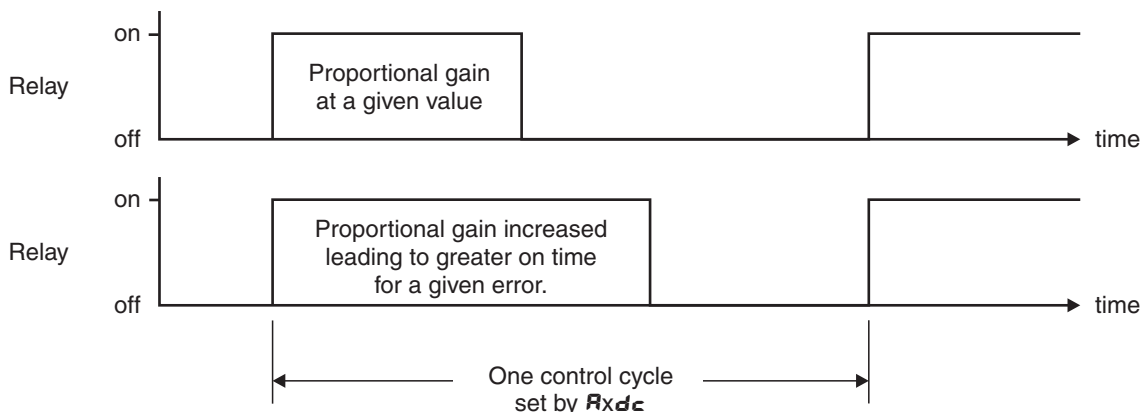 on
Relay
Proportional gain
at a given value
off
time
on
Relay
Proportional gain increased
leading to greater on time
for a given error.
off
time
One control cycle
set by Axdc